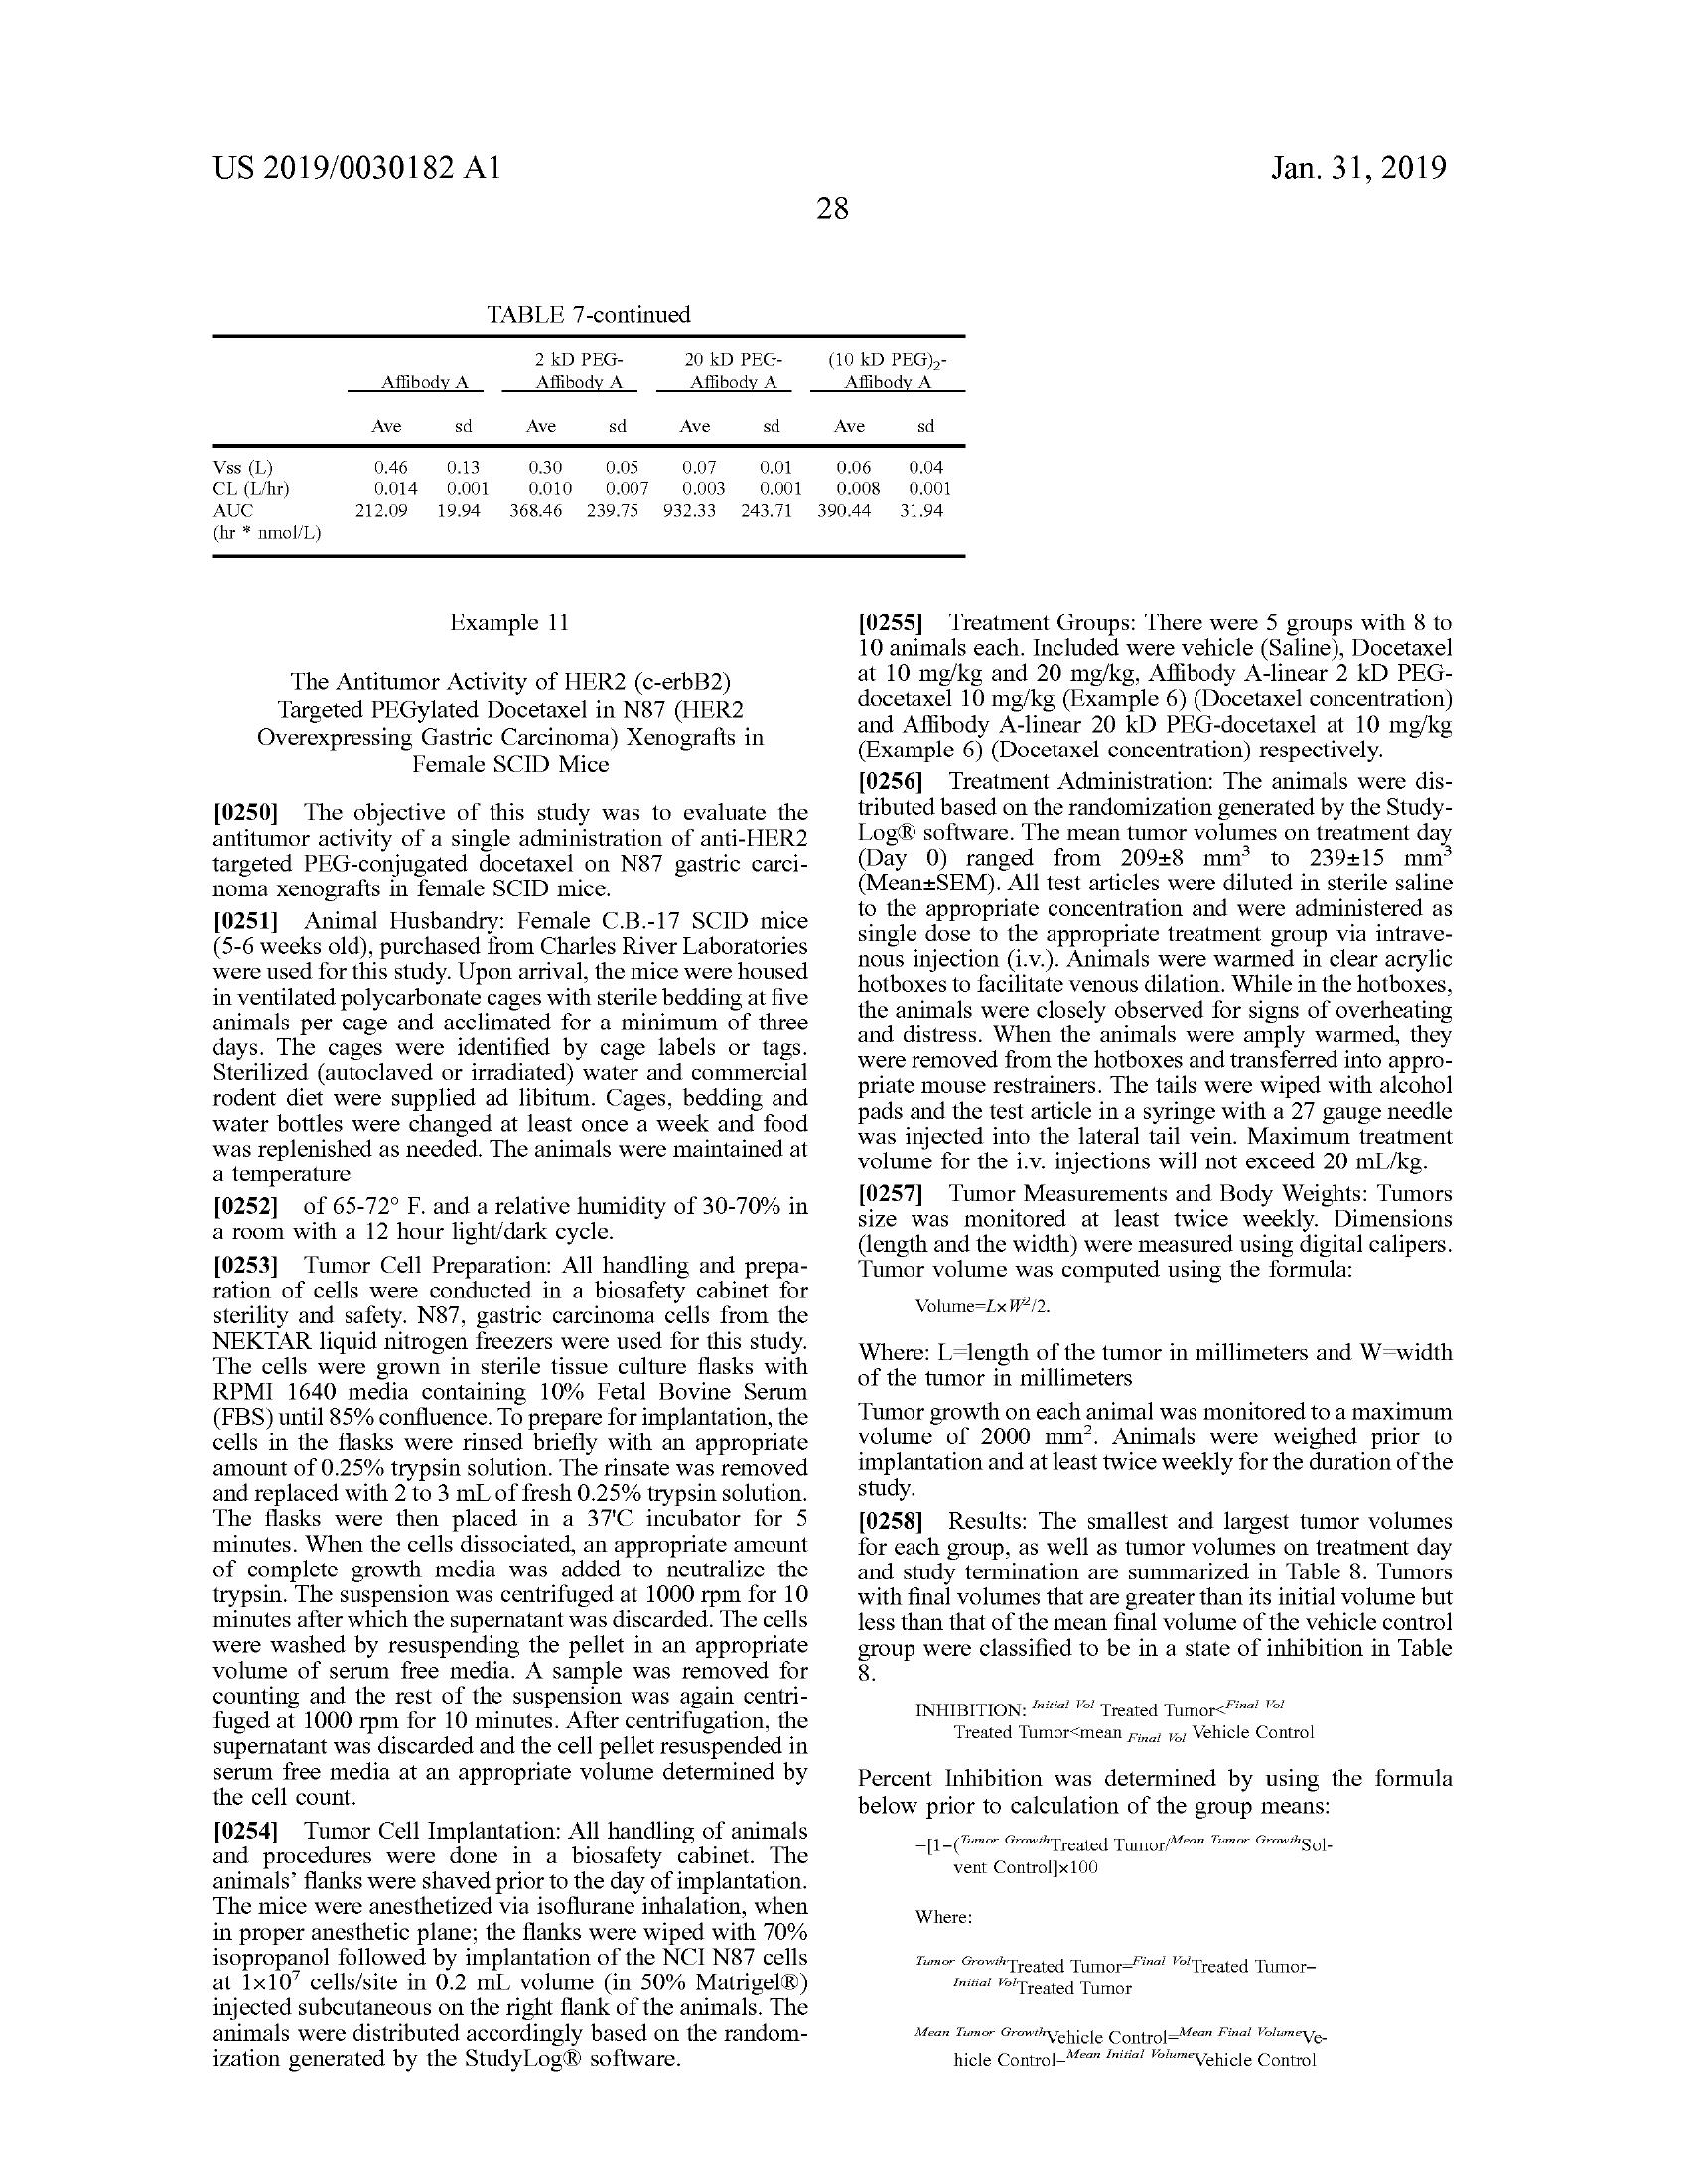 US 2019/0030182 A1
Jan. 31, 2019
28
TABLE 7-continued
2 kD PEG- 20 kD PEG- (10 kD PEG)₂-
Affibody A Affibody A Affibody A Affibody A
Ave sd Ave sd Ave sd Ave sd
Vss (L) 0.46 0.13 0.30 0.05 0.07 0.01 0.06 0.04
CL (L/hr) 0.014 0.001 0.010 0.007 0.003 0.001 0.008 0.001
AUC 212.09 19.94 368.46 239.75 932.33 243.71 390.44 31.94
(hr * nmol/L)
Example 11
The Antitumor Activity of HER2 (c-erbB2)
Targeted PEGylated Docetaxel in N87 (HER2
Overexpressing Gastric Carcinoma) Xenografts in
Female SCID Mice
[0250] The objective of this study was to evaluate the
antitumor activity of a single administration of anti-HER2
targeted PEG-conjugated docetaxel on N87 gastric carci-
noma xenografts in female SCID mice.
[0251] Animal Husbandry: Female C.B.-17 SCID mice
(5-6 weeks old), purchased from Charles River Laboratories
were used for this study. Upon arrival, the mice were housed
in ventilated polycarbonate cages with sterile bedding at five
animals per cage and acclimated for a minimum of three
days. The cages were identified by cage labels or tags.
Sterilized (autoclaved or irradiated) water and commercial
rodent diet were supplied ad libitum. Cages, bedding and
water bottles were changed at least once a week and food
was replenished as needed. The animals were maintained at
a temperature
[0252] of 65-72° F. and a relative humidity of 30-70% in
a room with a 12 hour light/dark cycle.
[0253] Tumor Cell Preparation: All handling and prepa-
ration of cells were conducted in a biosafety cabinet for
sterility and safety. N87, gastric carcinoma cells from the
NEKTAR liquid nitrogen freezers were used for this study.
The cells were grown in sterile tissue culture flasks with
RPMI 1640 media containing 10% Fetal Bovine Serum
(FBS) until 85% confluence. To prepare for implantation, the
cells in the flasks were rinsed briefly with an appropriate
amount of 0.25% trypsin solution. The rinsate was removed
and replaced with 2 to 3 mL of fresh 0.25% trypsin solution.
The flasks were then placed in a 37'C incubator for 5
minutes. When the cells dissociated, an appropriate amount
of complete growth media was added to neutralize the
trypsin. The suspension was centrifuged at 1000 rpm for 10
minutes after which the supernatant was discarded. The cells
were washed by resuspending the pellet in an appropriate
volume of serum free media. A sample was removed for
counting and the rest of the suspension was again centri-
fuged at 1000 rpm for 10 minutes. After centrifugation, the
supernatant was discarded and the cell pellet resuspended in
serum free media at an appropriate volume determined by
the cell count.
[0254] Tumor Cell Implantation: All handling of animals
and procedures were done in a biosafety cabinet. The
animals’ flanks were shaved prior to the day of implantation.
The mice were anesthetized via isoflurane inhalation, when
in proper anesthetic plane; the flanks were wiped with 70%
isopropanol followed by implantation of the NCI N87 cells
at 1×10⁷ cells/site in 0.2 mL volume (in 50% Matrigel®)
injected subcutaneous on the right flank of the animals. The
animals were distributed accordingly based on the random-
ization generated by the StudyLog® software.
[0255] Treatment Groups: There were 5 groups with 8 to
10 animals each. Included were vehicle (Saline), Docetaxel
at 10 mg/kg and 20 mg/kg, Affibody A-linear 2 kD PEG-
docetaxel 10 mg/kg (Example 6) (Docetaxel concentration)
and Affibody A-linear 20 kD PEG-docetaxel at 10 mg/kg
(Example 6) (Docetaxel concentration) respectively.
[0256] Treatment Administration: The animals were dis-
tributed based on the randomization generated by the Study-
Log® software. The mean tumor volumes on treatment day
(Day 0) ranged from 209±8 mm³ to 239±15 mm³
(Mean±SEM). All test articles were diluted in sterile saline
to the appropriate concentration and were administered as
single dose to the appropriate treatment group via intrave-
nous injection (i.v.). Animals were warmed in clear acrylic
hotboxes to facilitate venous dilation. While in the hotboxes,
the animals were closely observed for signs of overheating
and distress. When the animals were amply warmed, they
were removed from the hotboxes and transferred into appro-
priate mouse restrainers. The tails were wiped with alcohol
pads and the test article in a syringe with a 27 gauge needle
was injected into the lateral tail vein. Maximum treatment
volume for the i.v. injections will not exceed 20 mL/kg.
[0257] Tumor Measurements and Body Weights: Tumors
size was monitored at least twice weekly. Dimensions
(length and the width) were measured using digital calipers.
Tumor volume was computed using the formula:
Volume=L×W²/2.
Where: L=length of the tumor in millimeters and W=width
of the tumor in millimeters
Tumor growth on each animal was monitored to a maximum
volume of 2000 mm². Animals were weighed prior to
implantation and at least twice weekly for the duration of the
study.
[0258] Results: The smallest and largest tumor volumes
for each group, as well as tumor volumes on treatment day
and study termination are summarized in Table 8. Tumors
with final volumes that are greater than its initial volume but
less than that of the mean final volume of the vehicle control
group were classified to be in a state of inhibition in Table
8.
INHIBITION: Initial Vol Treated Tumor<Final Vol
Treated Tumor<mean Final Vol Vehicle Control
Percent Inhibition was determined by using the formula
below prior to calculation of the group means:
=[1−(Tumor GrowthTreated Tumor/Mean Tumor GrowthSol-
vent Control]×100
Where:
Tumor GrowthTreated Tumor=Final VolTreated Tumor−
Initial VolTreated Tumor
Mean Tumor GrowthVehicle Control=Mean Final VolumeVe-
hicle Control−Mean Initial VolumeVehicle Control